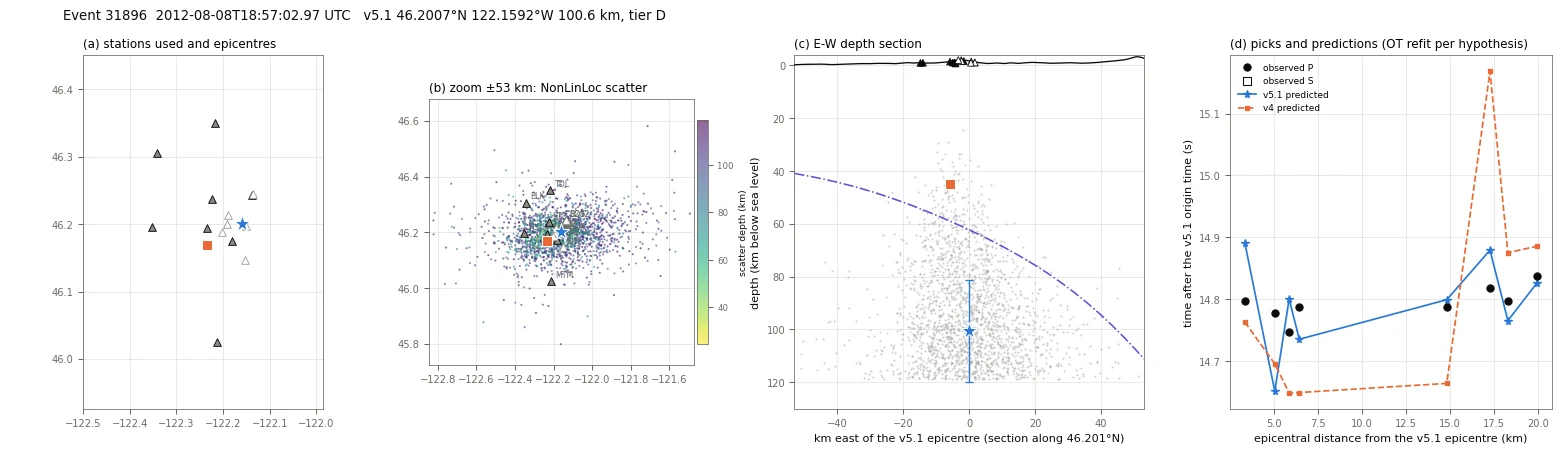 Event 31896  2012-08-08T18:57:02.97 UTC   v5.1 46.2007°N 122.1592°W 100.6 km, tier D
(a) stations used and epicentres
46.4
46.3
46.2
46.1
46.0
−122.5 −122.4 −122.3 −122.2 −122.1 −122.0
(b) zoom ±53 km: NonLinLoc scatter
46.6
46.4
46.2
46.0
45.8
−122.8 −122.6 −122.4 −122.2 −122.0 −121.8 −121.6
100
80
60
40
scatter depth (km)
(c) E-W depth section
0
20
40
60
80
100
120
depth (km below sea level)
−40 −20 0 20 40
km east of the v5.1 epicentre (section along 46.201°N)
(d) picks and predictions (OT refit per hypothesis)
observed P
observed S
v5.1 predicted
v4 predicted
15.1
15.0
14.9
14.8
14.7
time after the v5.1 origin time (s)
5.0 7.5 10.0 12.5 15.0 17.5 20.0
epicentral distance from the v5.1 epicentre (km)